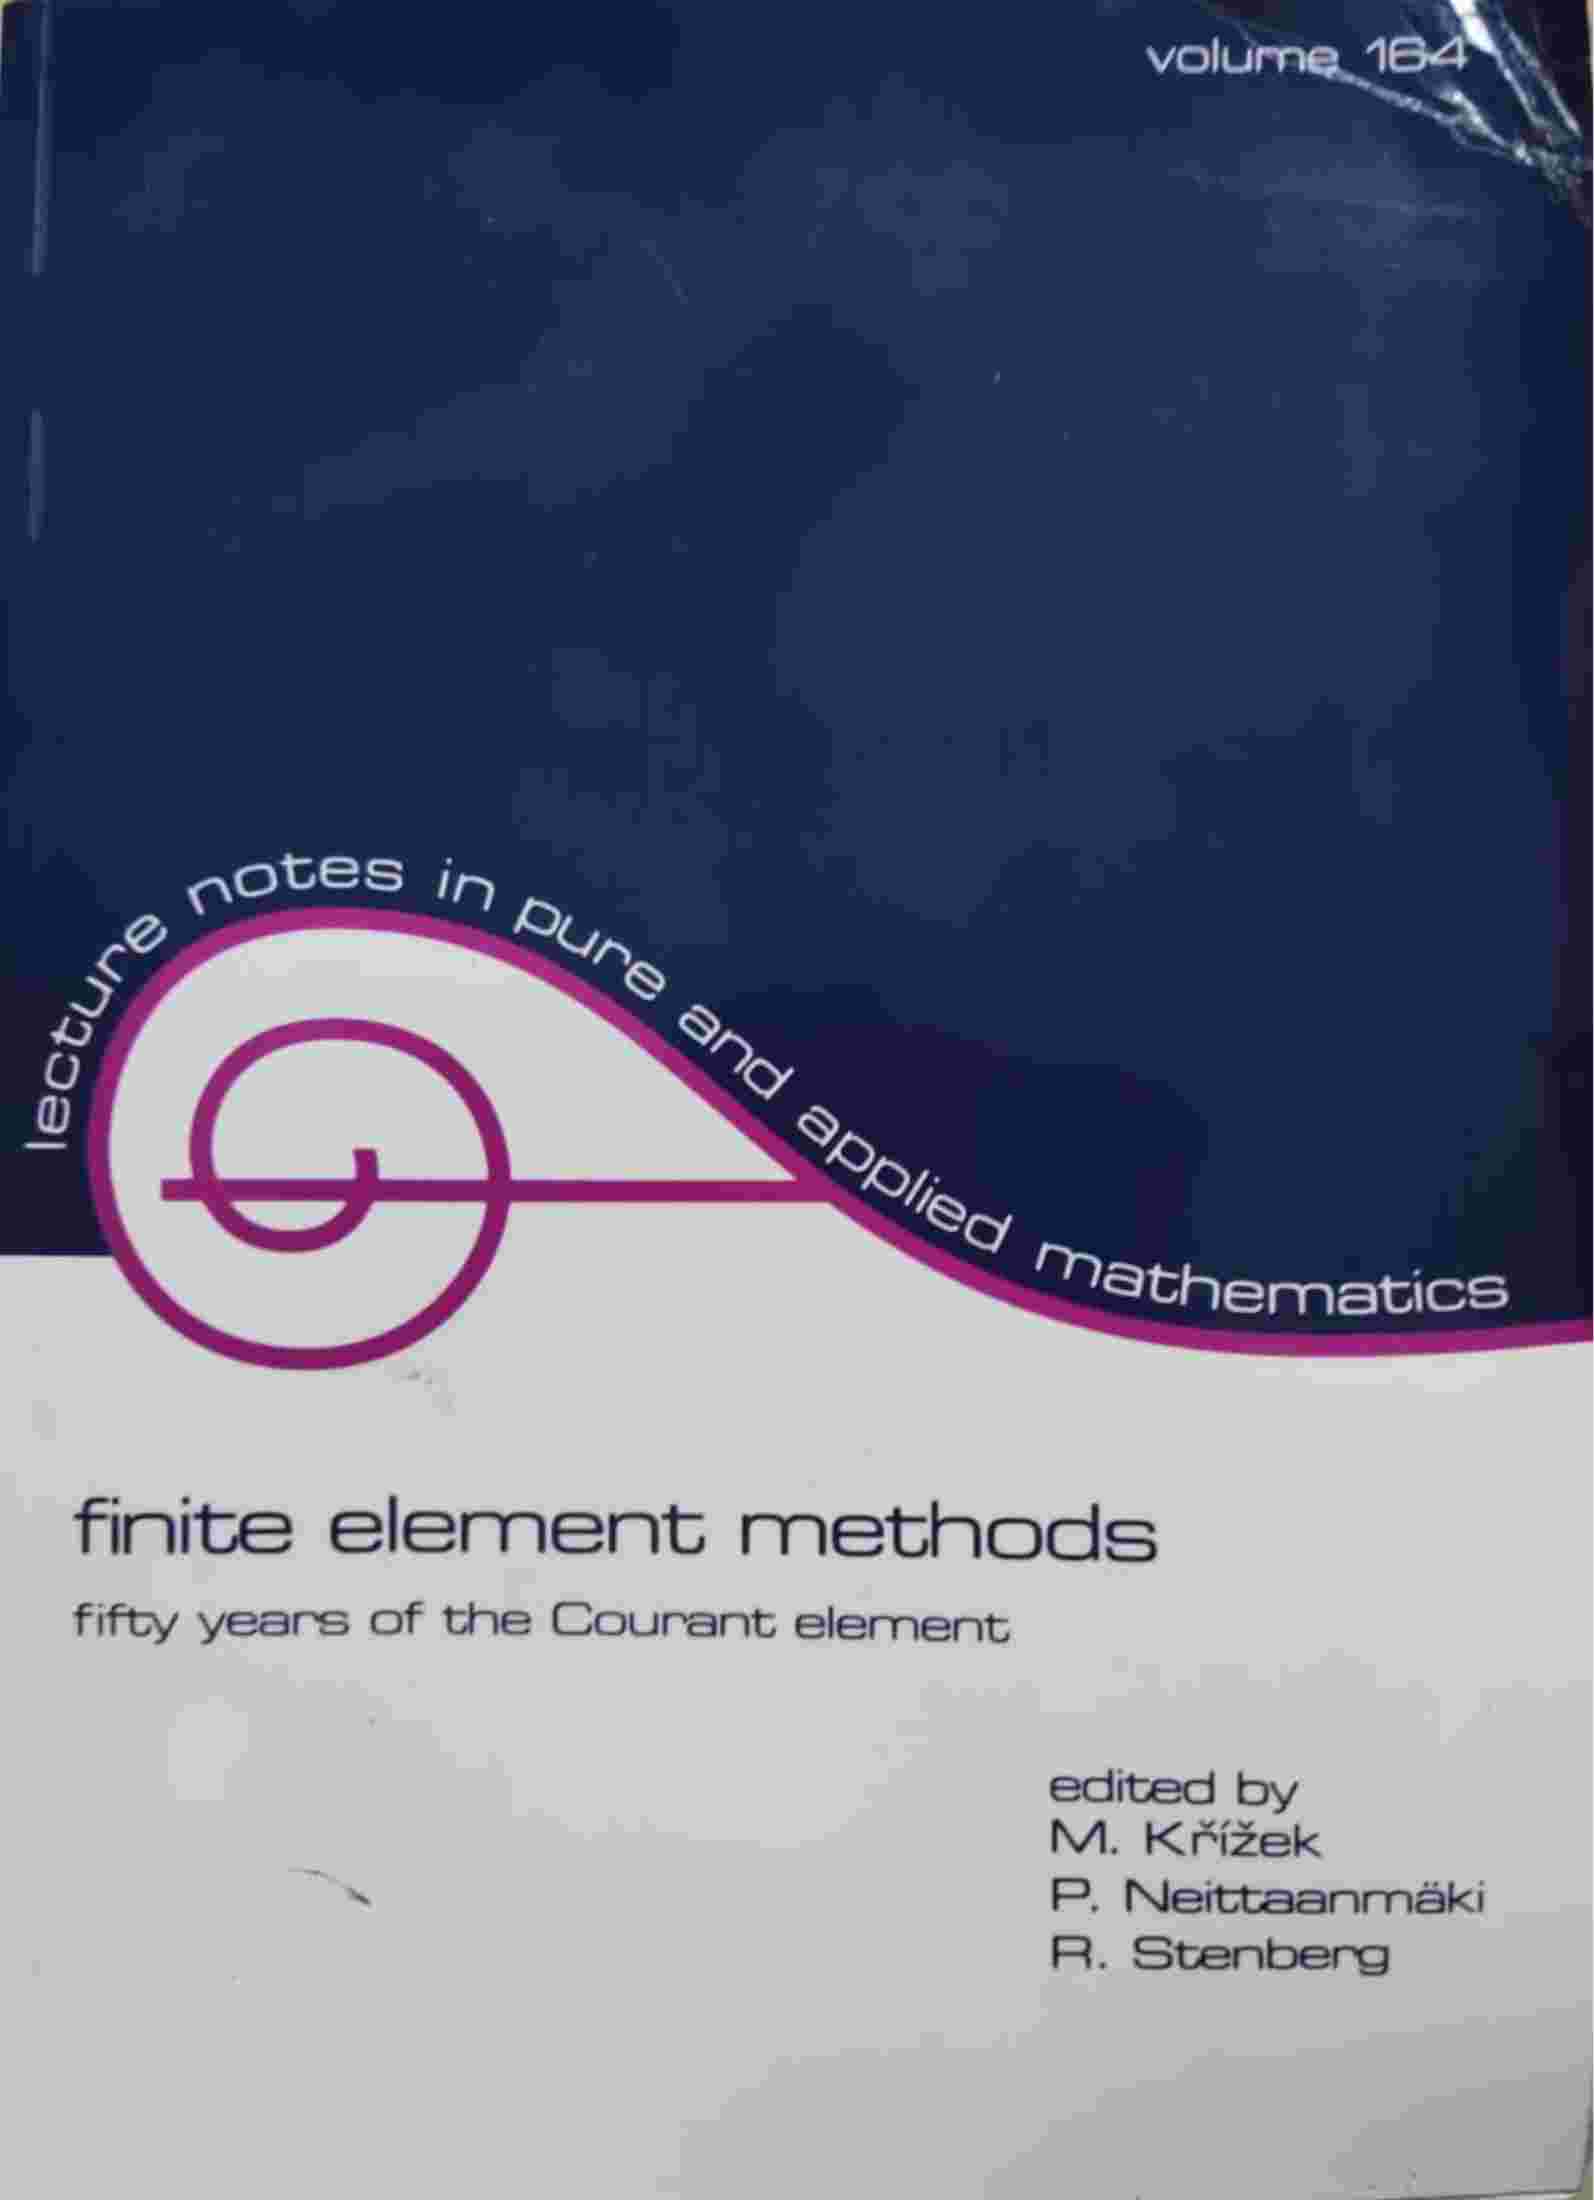 volume 164
lecture notes in pure and applied mathematics
finite element methods
fifty years of the Courant element
edited by
M. Křížek
P. Neittaanmäki
R. Stenberg